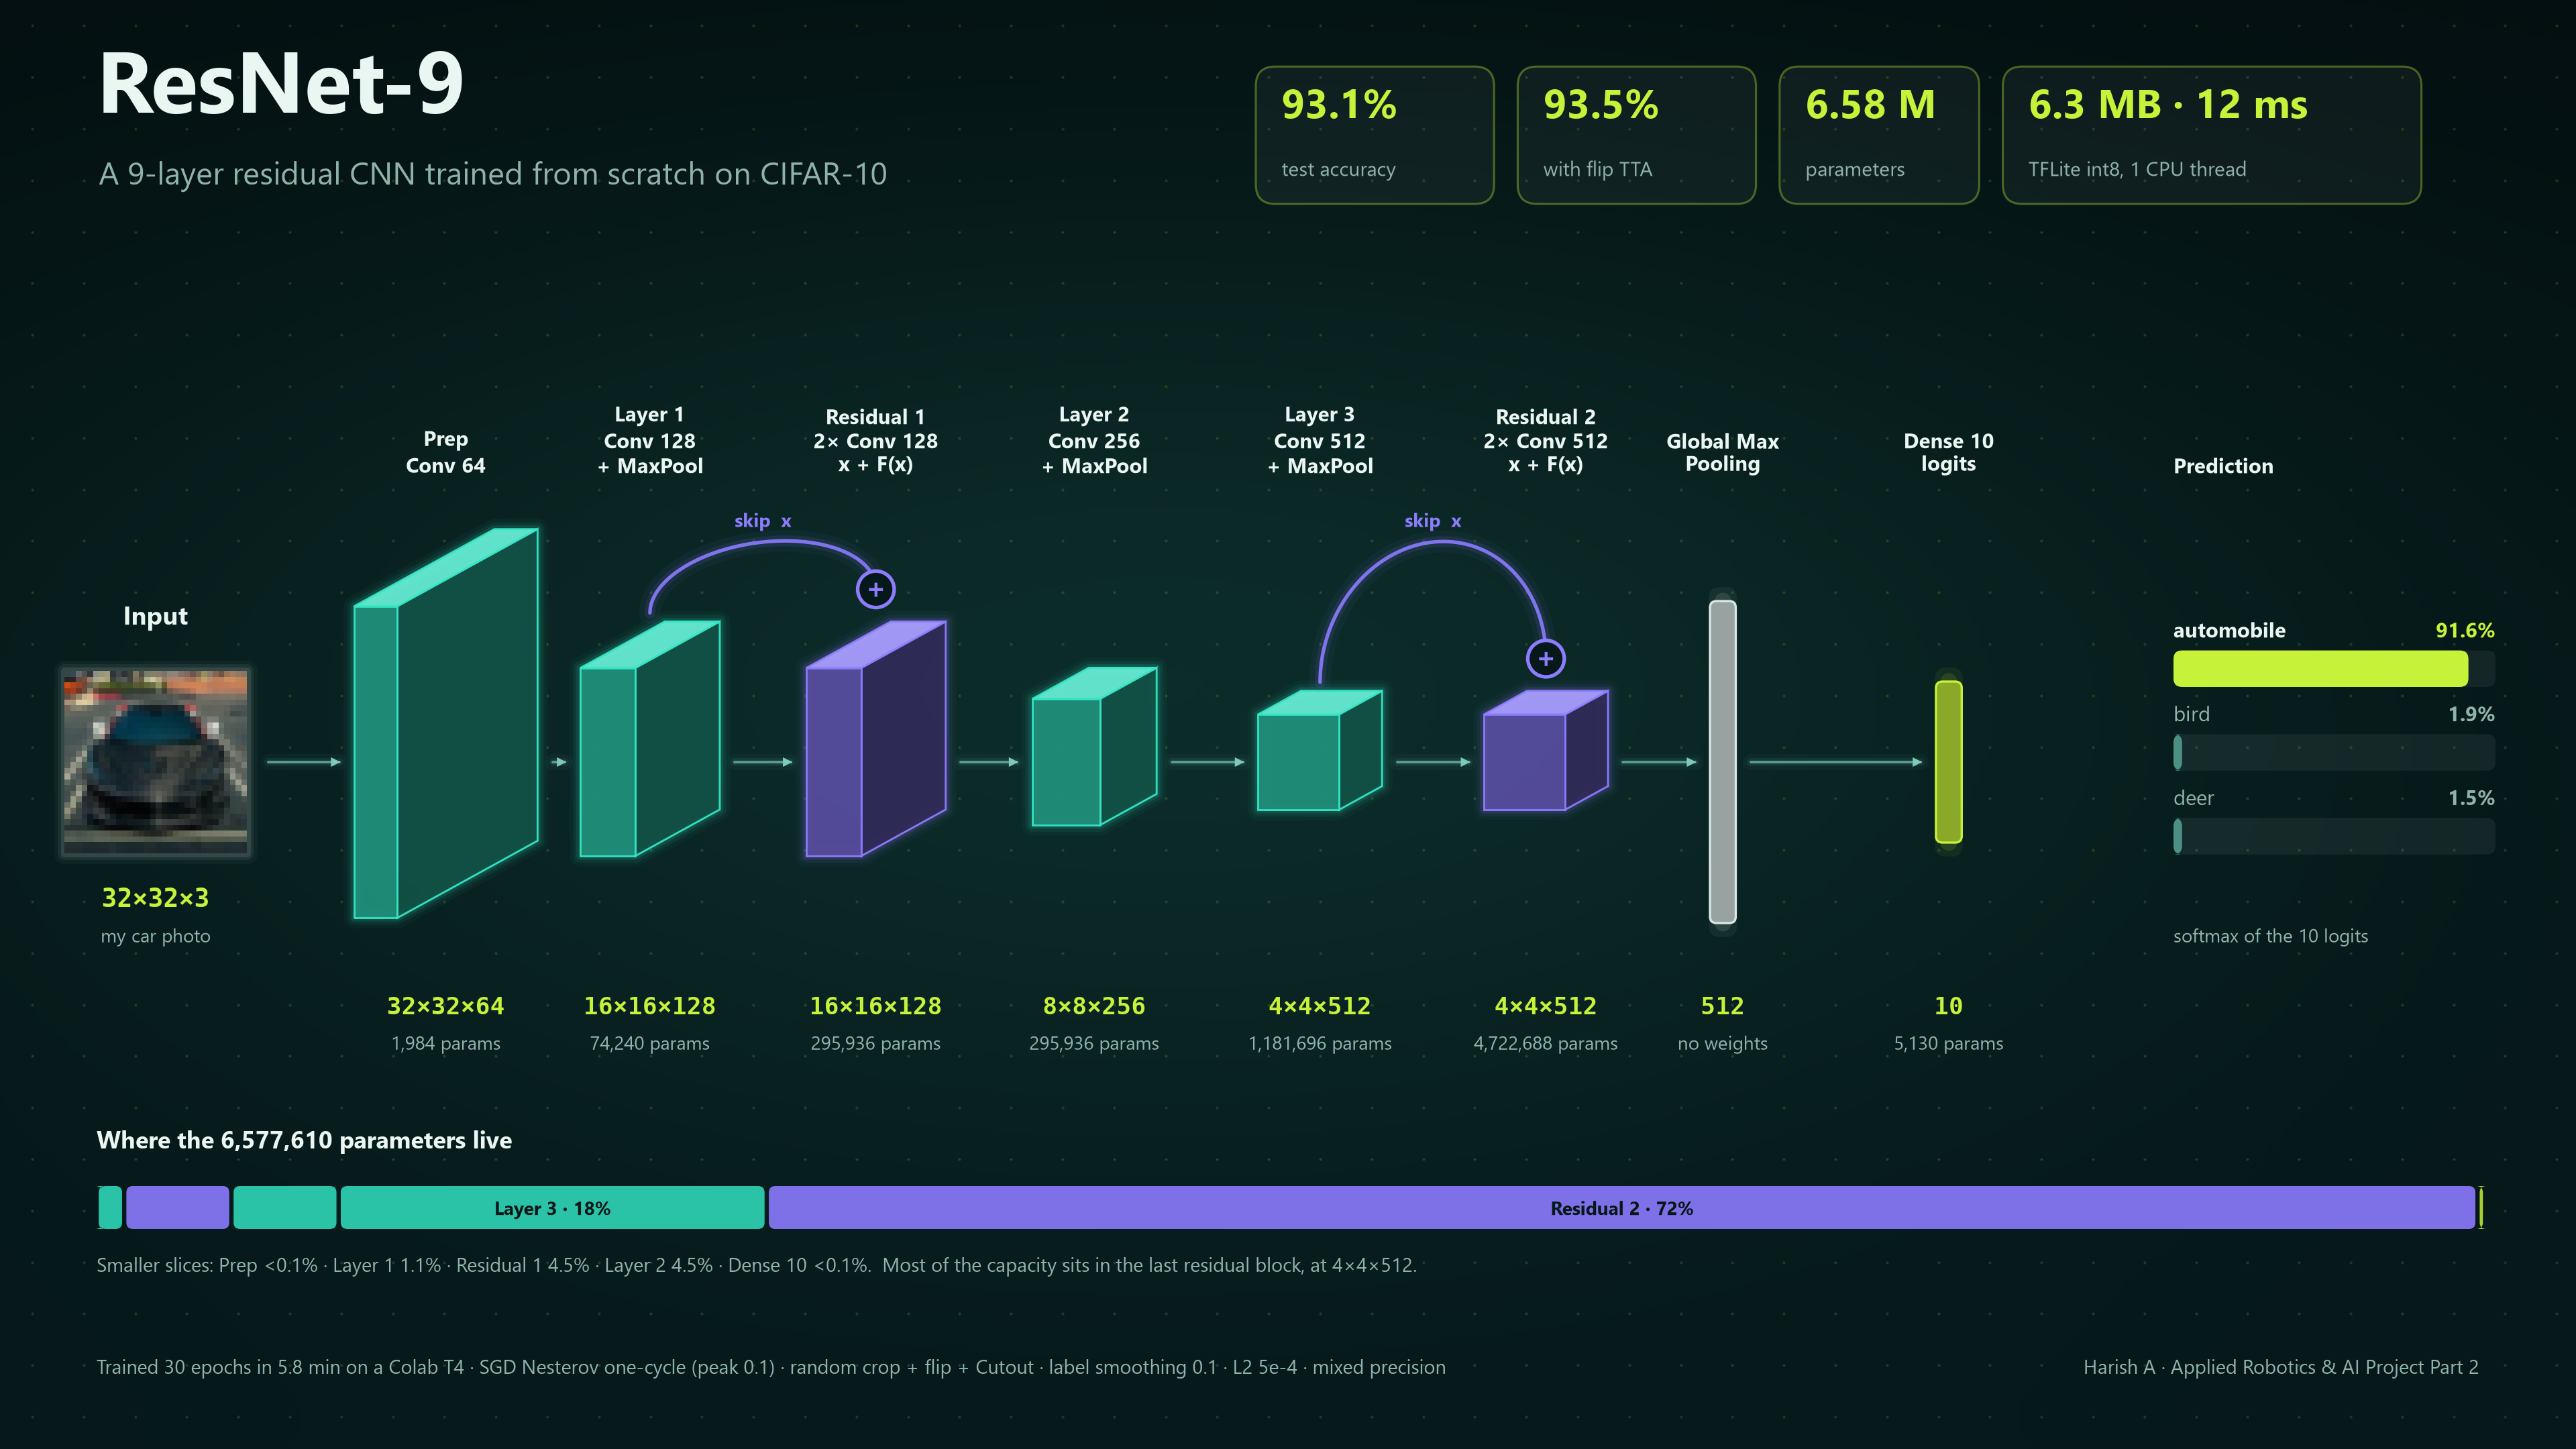 ResNet-9
A 9-layer residual CNN trained from scratch on CIFAR-10
93.1%
test accuracy
93.5%
with flip TTA
6.58 M
parameters
6.3 MB · 12 ms
TFLite int8, 1 CPU thread
Input
32×32×3
my car photo
Prep
Conv 64
32×32×64
1,984 params
Layer 1
Conv 128
+ MaxPool
16×16×128
74,240 params
skip x
+
Residual 1
2× Conv 128
x + F(x)
16×16×128
295,936 params
Layer 2
Conv 256
+ MaxPool
8×8×256
295,936 params
Layer 3
Conv 512
+ MaxPool
4×4×512
1,181,696 params
skip x
+
Residual 2
2× Conv 512
x + F(x)
4×4×512
4,722,688 params
Global Max
Pooling
512
no weights
Dense 10
logits
10
5,130 params
Prediction
automobile 91.6%
bird 1.9%
deer 1.5%
softmax of the 10 logits
Where the 6,577,610 parameters live
Layer 3 · 18%
Residual 2 · 72%
Smaller slices: Prep <0.1% · Layer 1 1.1% · Residual 1 4.5% · Layer 2 4.5% · Dense 10 <0.1%. Most of the capacity sits in the last residual block, at 4×4×512.
Trained 30 epochs in 5.8 min on a Colab T4 · SGD Nesterov one-cycle (peak 0.1) · random crop + flip + Cutout · label smoothing 0.1 · L2 5e-4 · mixed precision
Harish A · Applied Robotics & AI Project Part 2